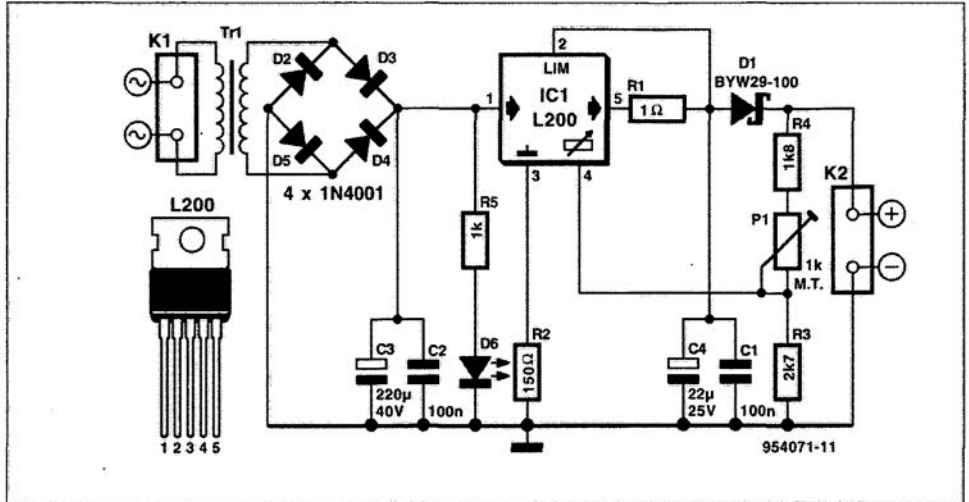 K1
Tr1
D2
D3
D5
D4
4 x 1N4001
L200
1 2 3 4 5
1
2
LIM
IC1
L200
3
4
5
R1
1Ω
D1
BYW29-100
R4
1k8
P1
1k
M.T.
K2
+
−
R5
1k
D6
R2
150Ω
C3
220µ
40V
C2
100n
C4
22µ
25V
C1
100n
R3
2k7
954071-11